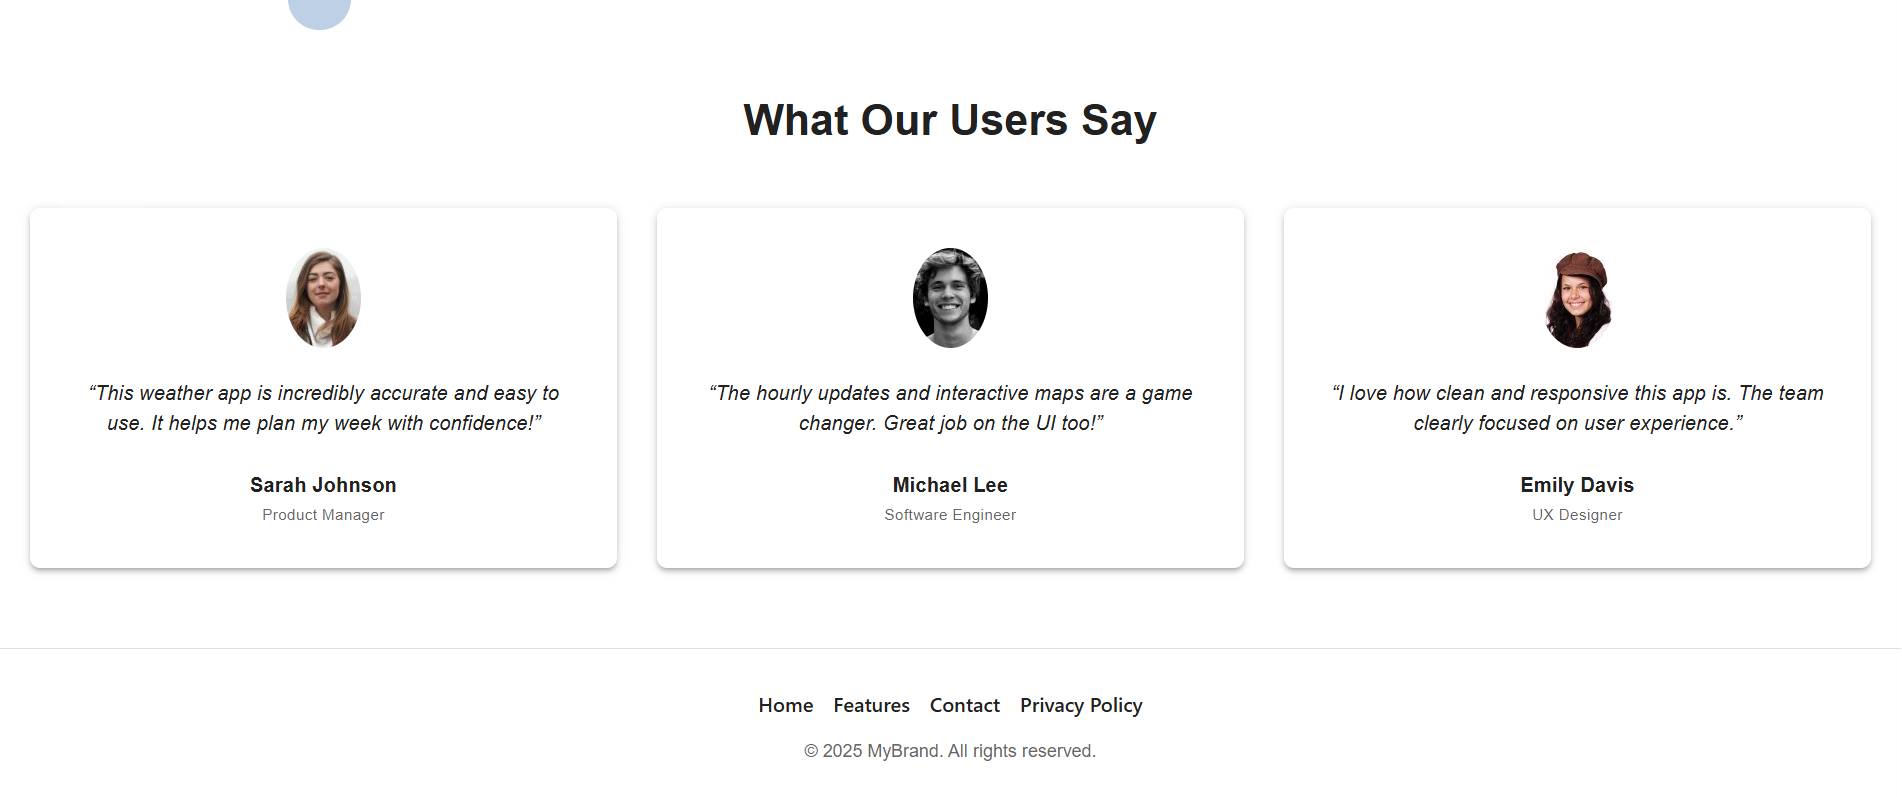 What Our Users Say
“This weather app is incredibly accurate and easy to
use. It helps me plan my week with confidence!”
Sarah Johnson
Product Manager
“The hourly updates and interactive maps are a game
changer. Great job on the UI too!”
Michael Lee
Software Engineer
“I love how clean and responsive this app is. The team
clearly focused on user experience.”
Emily Davis
UX Designer
Home Features Contact Privacy Policy
© 2025 MyBrand. All rights reserved.